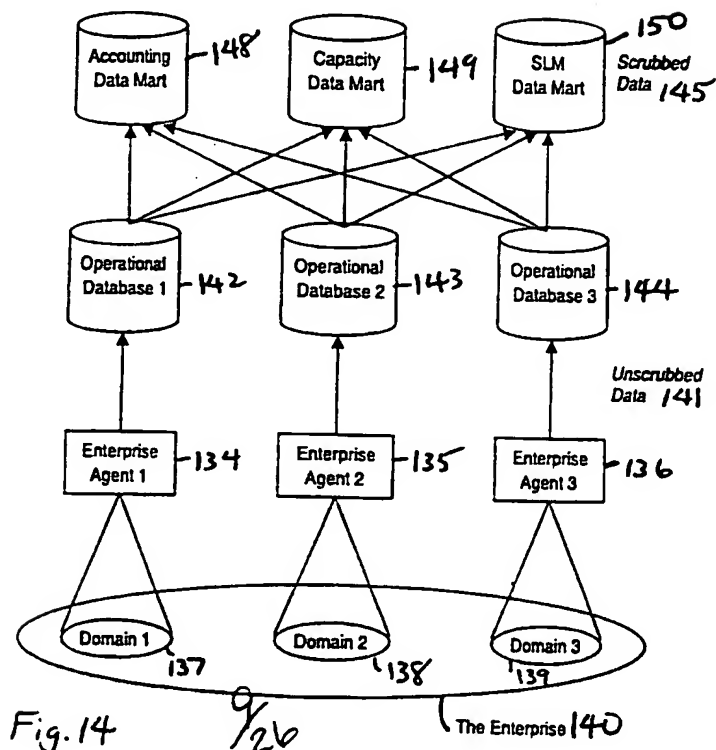 Accounting
Data Mart
148
Capacity
Data Mart
149
SLM
Data Mart
150
Scrubbed
Data 145
Operational
Database 1
142
Operational
Database 2
143
Operational
Database 3
144
Unscrubbed
Data 141
Enterprise
Agent 1
134
Enterprise
Agent 2
135
Enterprise
Agent 3
136
Domain 1
137
Domain 2
138
Domain 3
139
Fig. 14
9/26
The Enterprise 140